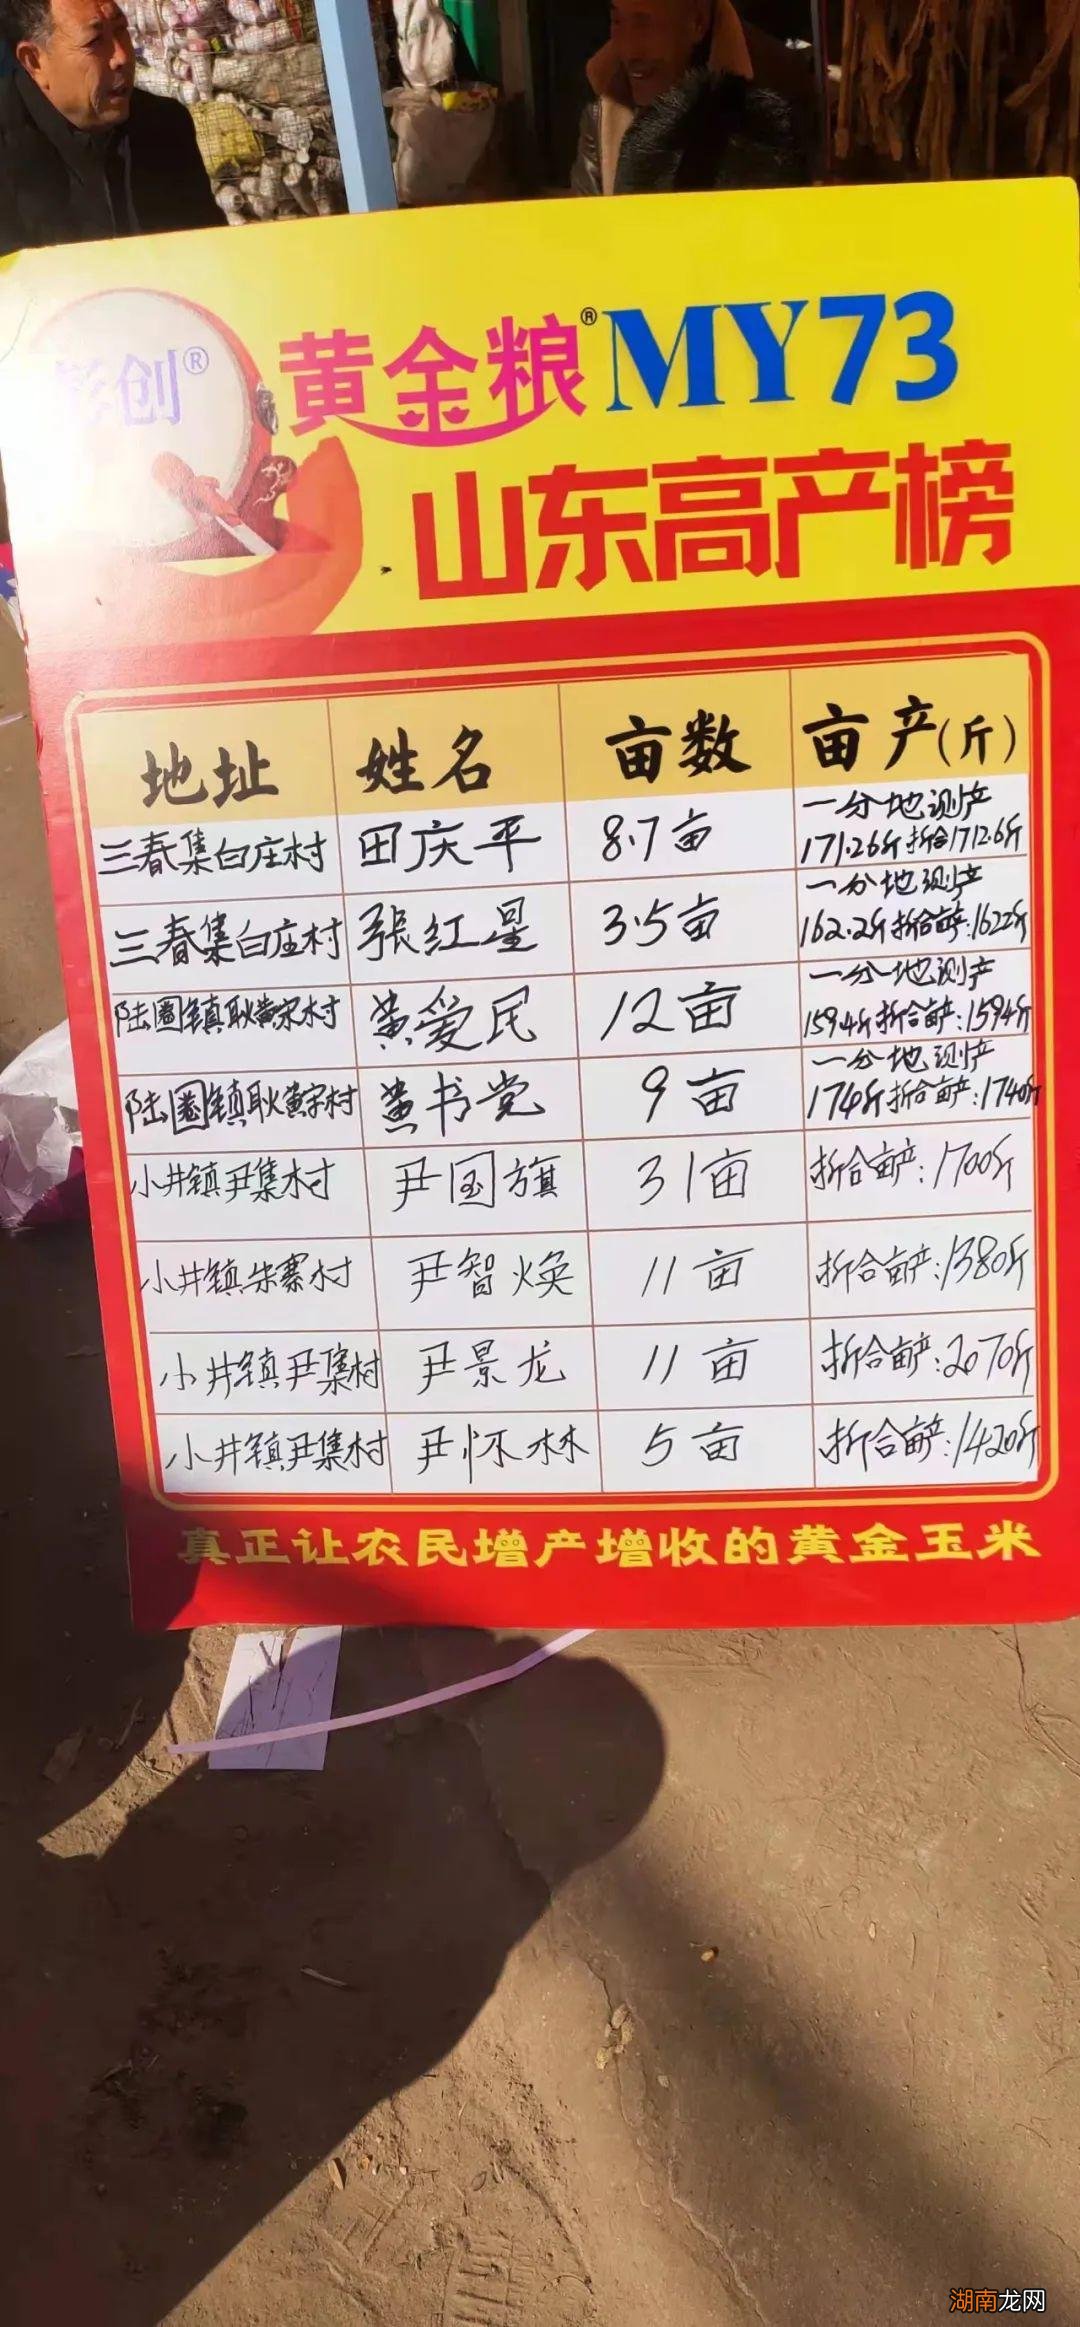 创®
黄金粮®MY73
山东高产榜
地址 姓名 亩数 亩产(斤)
三春集白庄村 田庆平 8.7亩 一分地测产
171.26斤折合1712.6斤
三春集白庄村 張红星 3.5亩 一分地测产
162.2斤折合亩产:1622斤
陆圈镇耿黄宋村 黄爱民 12亩 一分地测产
159.4斤折合亩产:1594斤
陆圈镇耿黄宋村 黄书党 9亩 一分地测产
174斤折合亩产:1740斤
小井镇尹集村 尹国旗 31亩 折合亩产:1700斤
小井镇朱寨村 尹智焕 11亩 折合亩产:1380斤
小井镇尹集村 尹景龙 11亩 折合亩产:2070斤
小井镇尹集村 尹怀林 5亩 折合亩产:1420斤
真正让农民增产增收的黄金玉米
湖南龙网